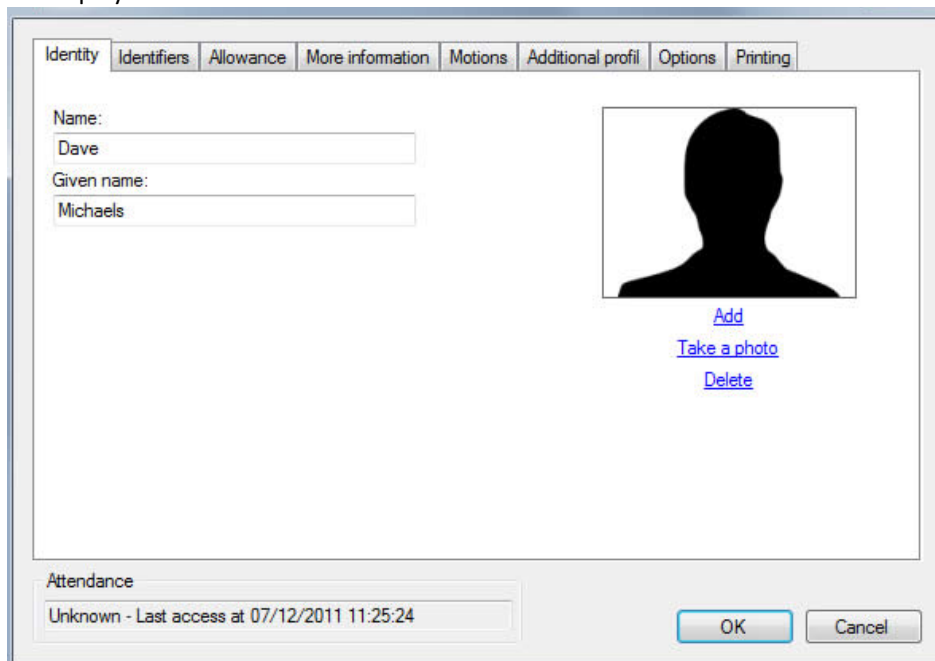 Identity Identifiers Allowance More information Motions Additional profil Options Printing
Name:
Dave
Given name:
Michaels
Add
Take a photo
Delete
Attendance
Unknown - Last access at 07/12/2011 11:25:24
OK Cancel